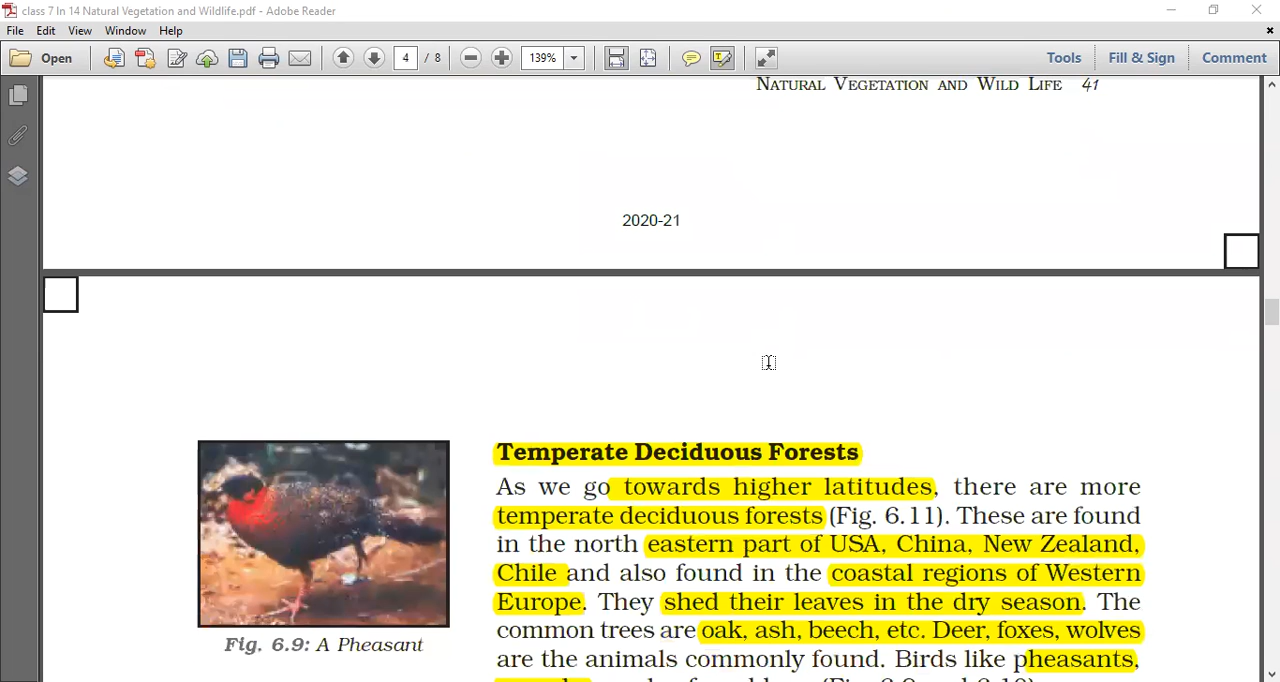 class 7 In 14 Natural Vegetation and Wildlife.pdf - Adobe Reader
File Edit View Window Help
Open 4 / 8 139% Tools Fill & Sign Comment
NATURAL VEGETATION AND WILD LIFE 41
2020-21
Temperate Deciduous Forests
As we go towards higher latitudes, there are more
temperate deciduous forests (Fig. 6.11). These are found
in the north eastern part of USA, China, New Zealand,
Chile and also found in the coastal regions of Western
Europe. They shed their leaves in the dry season. The
common trees are oak, ash, beech, etc. Deer, foxes, wolves
are the animals commonly found. Birds like pheasants,
Fig. 6.9: A Pheasant